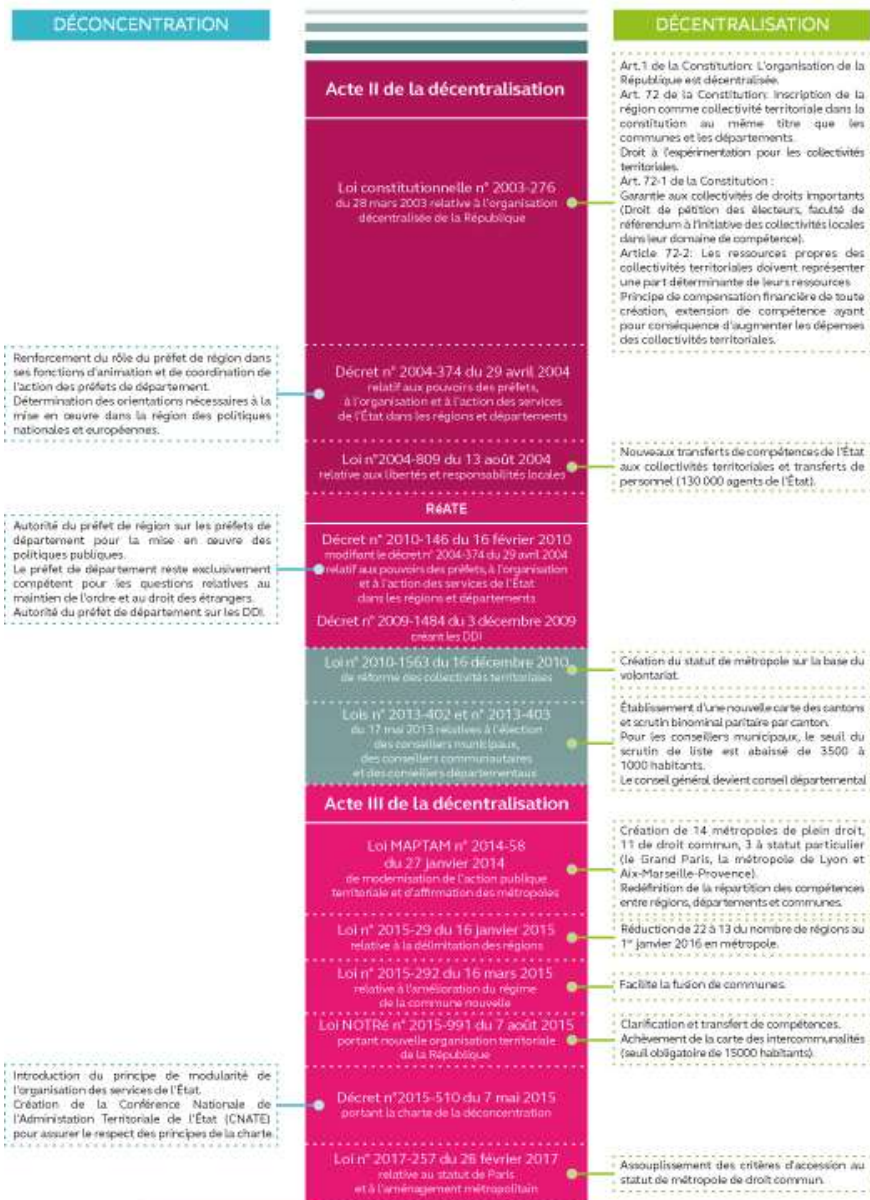 DÉCONCENTRATION
DÉCENTRALISATION
Acte II de la décentralisation
Loi constitutionnelle n° 2003-276
du 28 mars 2003 relative à l'organisation
décentralisée de la République
Art.1 de la Constitution: L'organisation de la
République est décentralisée.
Art. 72 de la Constitution: Inscription de la
région comme collectivité territoriale dans la
constitution au même titre que les
communes et les départements.
Droit à l'expérimentation pour les collectivités
territoriales.
Art. 72-1 de la Constitution :
Garantie aux collectivités de droits importants
(Droit de pétition des électeurs, faculté de
référendum à l'initiative des collectivités locales
dans leur domaine de compétence).
Article 72-2: Les ressources propres des
collectivités territoriales doivent représenter
une part déterminante de leurs ressources
Principe de compensation financière de toute
création, extension de compétence ayant
pour conséquence d'augmenter les dépenses
des collectivités territoriales.
Renforcement du rôle du préfet de région dans
ses fonctions d'animation et de coordination de
l'action des préfets de département.
Détermination des orientations nécessaires à la
mise en œuvre dans la région des politiques
nationales et européennes.
Décret n° 2004-374 du 29 avril 2004
relatif aux pouvoirs des préfets,
à l'organisation et à l'action des services
de l'État dans les régions et départements
Loi n°2004-809 du 13 août 2004
relative aux libertés et responsabilités locales
Nouveaux transferts de compétences de l'État
aux collectivités territoriales et transferts de
personnel (130 000 agents de l'État).
RéATE
Autorité du préfet de région sur les préfets de
département pour la mise en œuvre des
politiques publiques.
Le préfet de département reste exclusivement
compétent pour les questions relatives au
maintien de l'ordre et au droit des étrangers.
Autorité du préfet de département sur les DDI.
Décret n° 2010-146 du 16 février 2010
modifiant le décret n° 2004-374 du 29 avril 2004
relatif aux pouvoirs des préfets, à l'organisation
et à l'action des services de l'État
dans les régions et départements
Décret n° 2009-1484 du 3 décembre 2009
créant les DDI
Loi n° 2010-1563 du 16 décembre 2010
de réforme des collectivités territoriales
Création du statut de métropole sur la base du
volontariat.
Lois n° 2013-402 et n° 2013-403
du 17 mai 2013 relatives à l'élection
des conseillers municipaux,
des conseillers communautaires
et des conseillers départementaux
Établissement d'une nouvelle carte des cantons
et scrutin binominal paritaire par canton.
Pour les conseillers municipaux, le seuil du
scrutin de liste est abaissé de 3500 à
1000 habitants.
Le conseil général devient conseil départemental
Acte III de la décentralisation
Loi MAPTAM n° 2014-58
du 27 janvier 2014
de modernisation de l'action publique
territoriale et d'affirmation des métropoles
Création de 14 métropoles de plein droit,
11 de droit commun, 3 à statut particulier
(le Grand Paris, la métropole de Lyon et
Aix-Marseille-Provence).
Redéfinition de la répartition des compétences
entre régions, départements et communes.
Loi n° 2015-29 du 16 janvier 2015
relative à la délimitation des régions
Réduction de 22 à 13 du nombre de régions au
1er janvier 2016 en métropole.
Loi n° 2015-292 du 16 mars 2015
relative à l'amélioration du régime
de la commune nouvelle
Facilite la fusion de communes.
Loi NOTRé n° 2015-991 du 7 août 2015
portant nouvelle organisation territoriale
de la République
Clarification et transfert de compétences.
Achèvement de la carte des intercommunalités
(seuil obligatoire de 15000 habitants).
Introduction du principe de modularité de
l'organisation des services de l'État.
Création de la Conférence Nationale de
l'Administation Territoriale de l'État (CNATE)
pour assurer le respect des principes de la charte.
Décret n°2015-510 du 7 mai 2015
portant la charte de la déconcentration
Loi n° 2017-257 du 28 février 2017
relative au statut de Paris
et à l'aménagement métropolitain
Assouplissement des critères d'accession au
statut de métropole de droit commun.